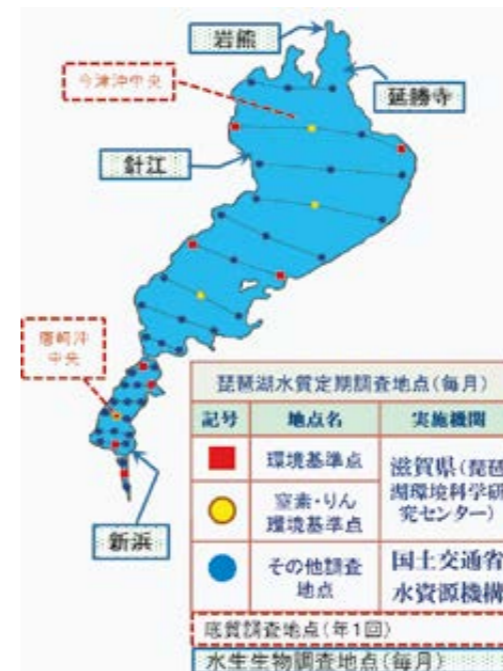 岩熊
今津沖中央
延勝寺
針江
唐崎沖
中央
新浜
琵琶湖水質定期調査地点(毎月)
記号 地点名 実施機関
環境基準点
滋賀県(琵琶
湖環境科学研
究センター)
窒素・りん
環境基準点
その他調査
地点
国土交通省
水資源機構
底質調査地点(年1回)
水生生物調査地点(毎月)